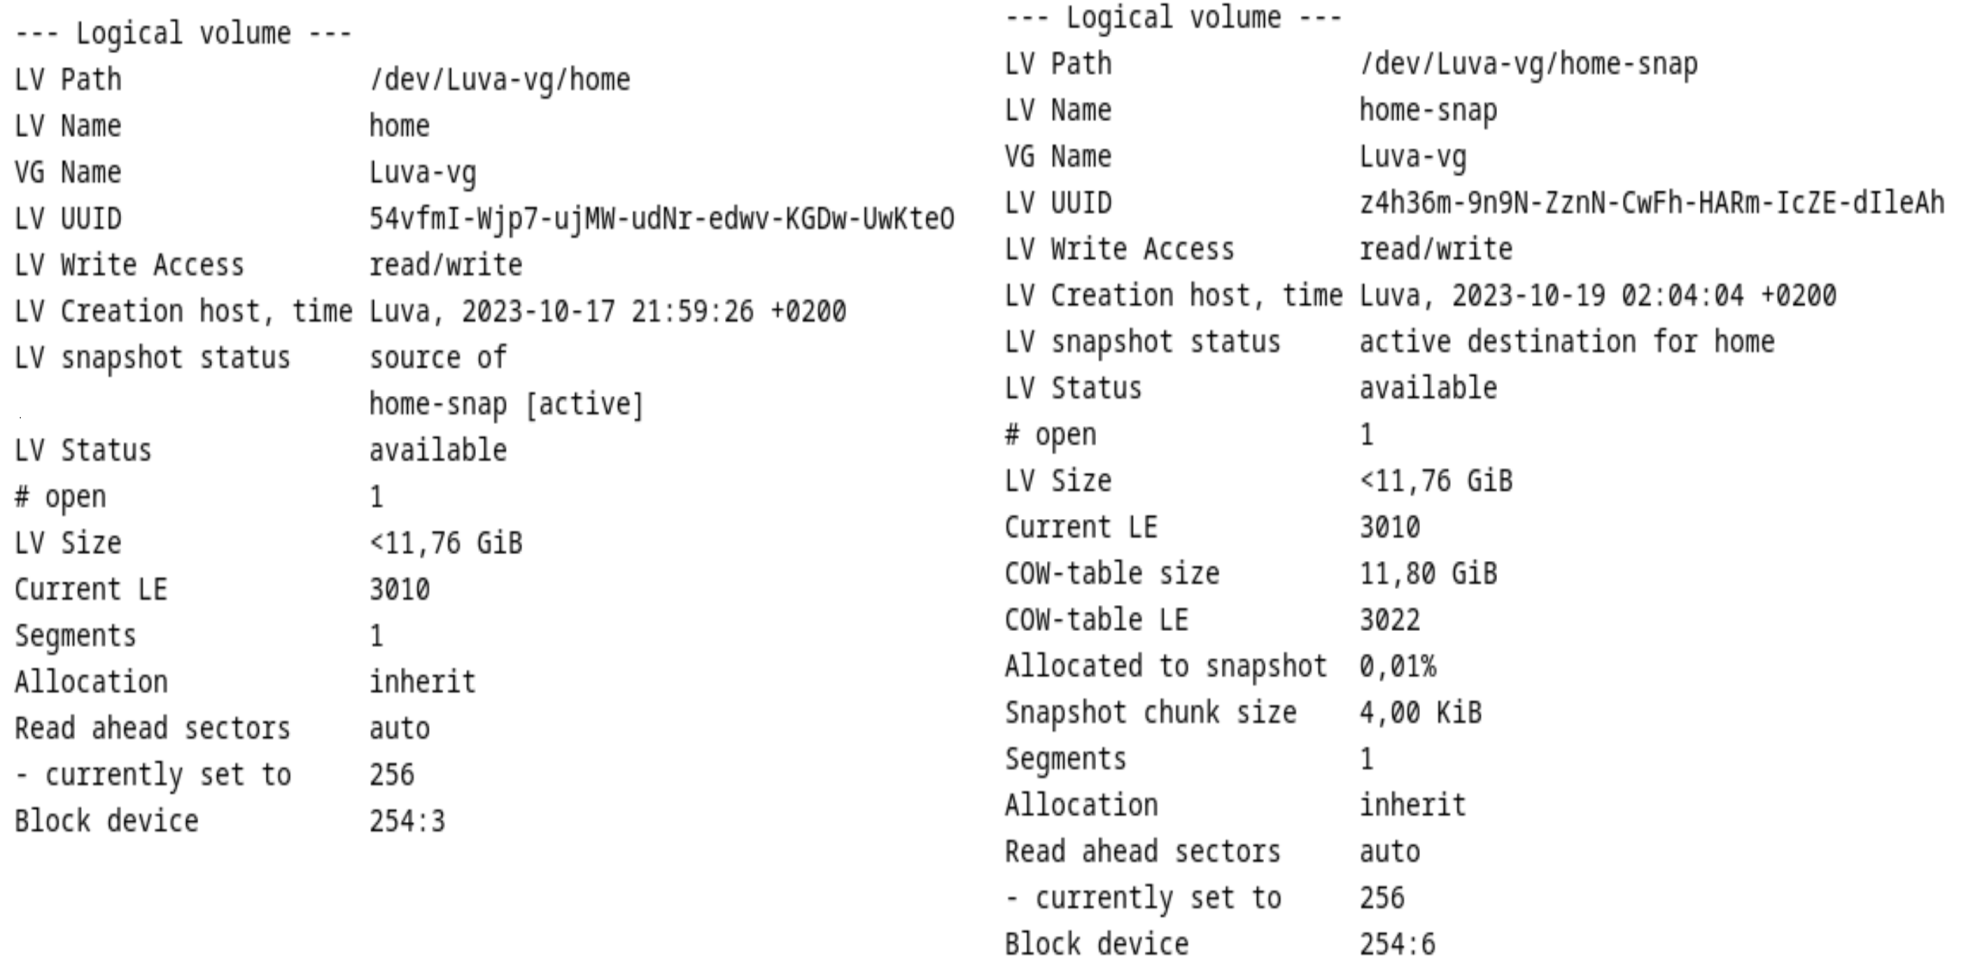 --- Logical volume ---
LV Path /dev/Luva-vg/home
LV Name home
VG Name Luva-vg
LV UUID 54vfmI-Wjp7-ujMW-udNr-edwv-KGDw-UwKteO
LV Write Access read/write
LV Creation host, time Luva, 2023-10-17 21:59:26 +0200
LV snapshot status source of
home-snap [active]
LV Status available
# open 1
LV Size <11,76 GiB
Current LE 3010
Segments 1
Allocation inherit
Read ahead sectors auto
- currently set to 256
Block device 254:3
--- Logical volume ---
LV Path /dev/Luva-vg/home-snap
LV Name home-snap
VG Name Luva-vg
LV UUID z4h36m-9n9N-ZznN-CwFh-HARm-IcZE-dIleAh
LV Write Access read/write
LV Creation host, time Luva, 2023-10-19 02:04:04 +0200
LV snapshot status active destination for home
LV Status available
# open 1
LV Size <11,76 GiB
Current LE 3010
COW-table size 11,80 GiB
COW-table LE 3022
Allocated to snapshot 0,01%
Snapshot chunk size 4,00 KiB
Segments 1
Allocation inherit
Read ahead sectors auto
- currently set to 256
Block device 254:6